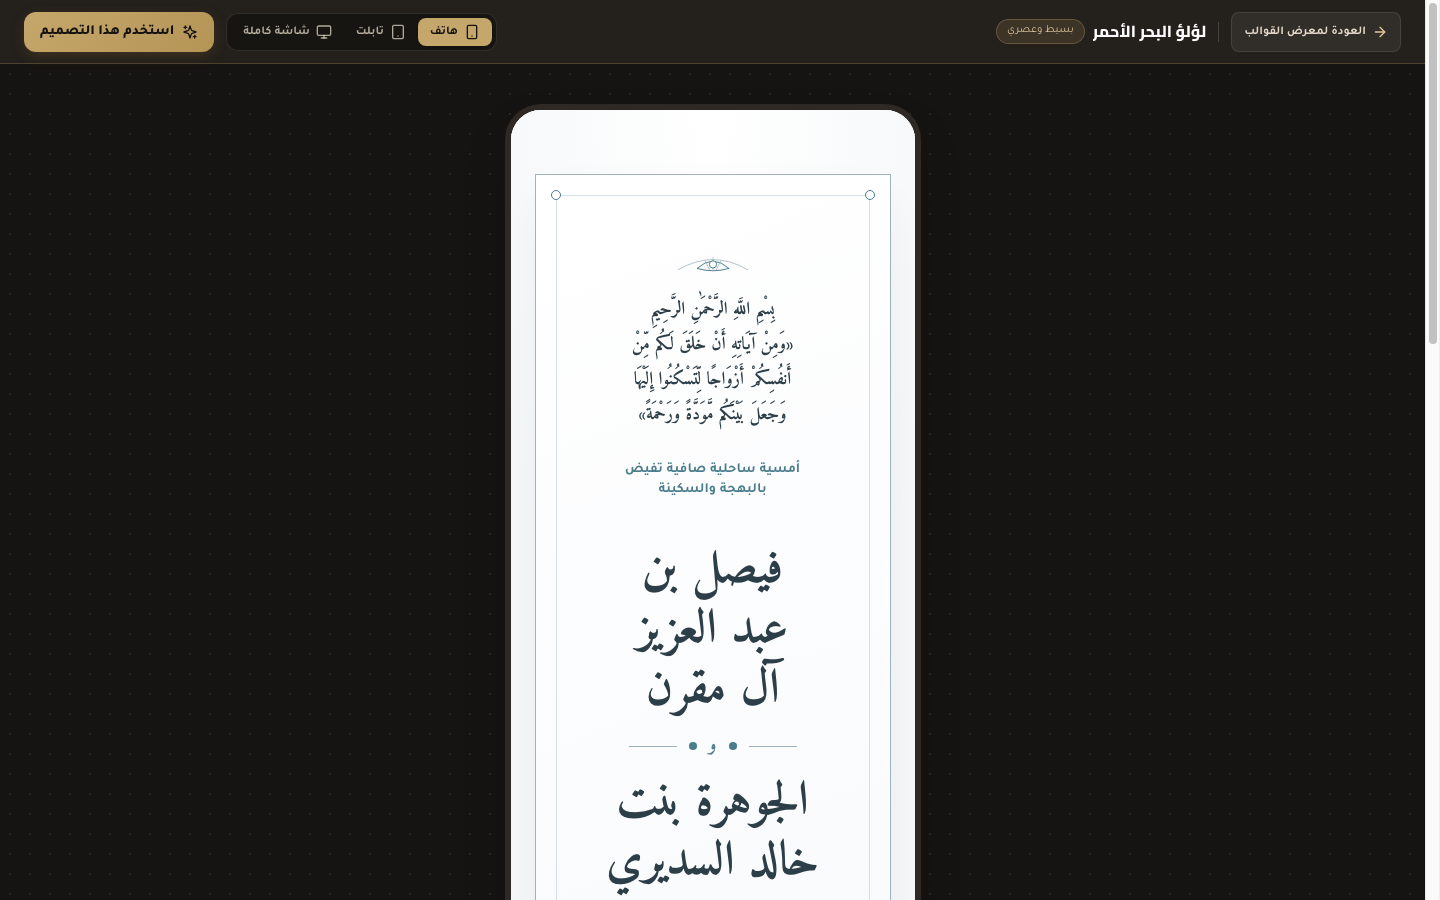 العودة لمعرض القوالب
لؤلؤ البحر الأحمر
بسيط وعصري
هاتف
تابلت
شاشة كاملة
استخدم هذا التصميم
بِسْمِ اللَّهِ الرَّحْمَٰنِ الرَّحِيمِ
«وَمِنْ آيَاتِهِ أَنْ خَلَقَ لَكُم مِّنْ
أَنفُسِكُمْ أَزْوَاجًا لِّتَسْكُنُوا إِلَيْهَا
وَجَعَلَ بَيْنَكُم مَّوَدَّةً وَرَحْمَةً»
أمسية ساحلية صافية تفيض
بالبهجة والسكينة
فيصل بن
عبد العزيز
آل مقرن
و
الجوهرة بنت
خالد السديري